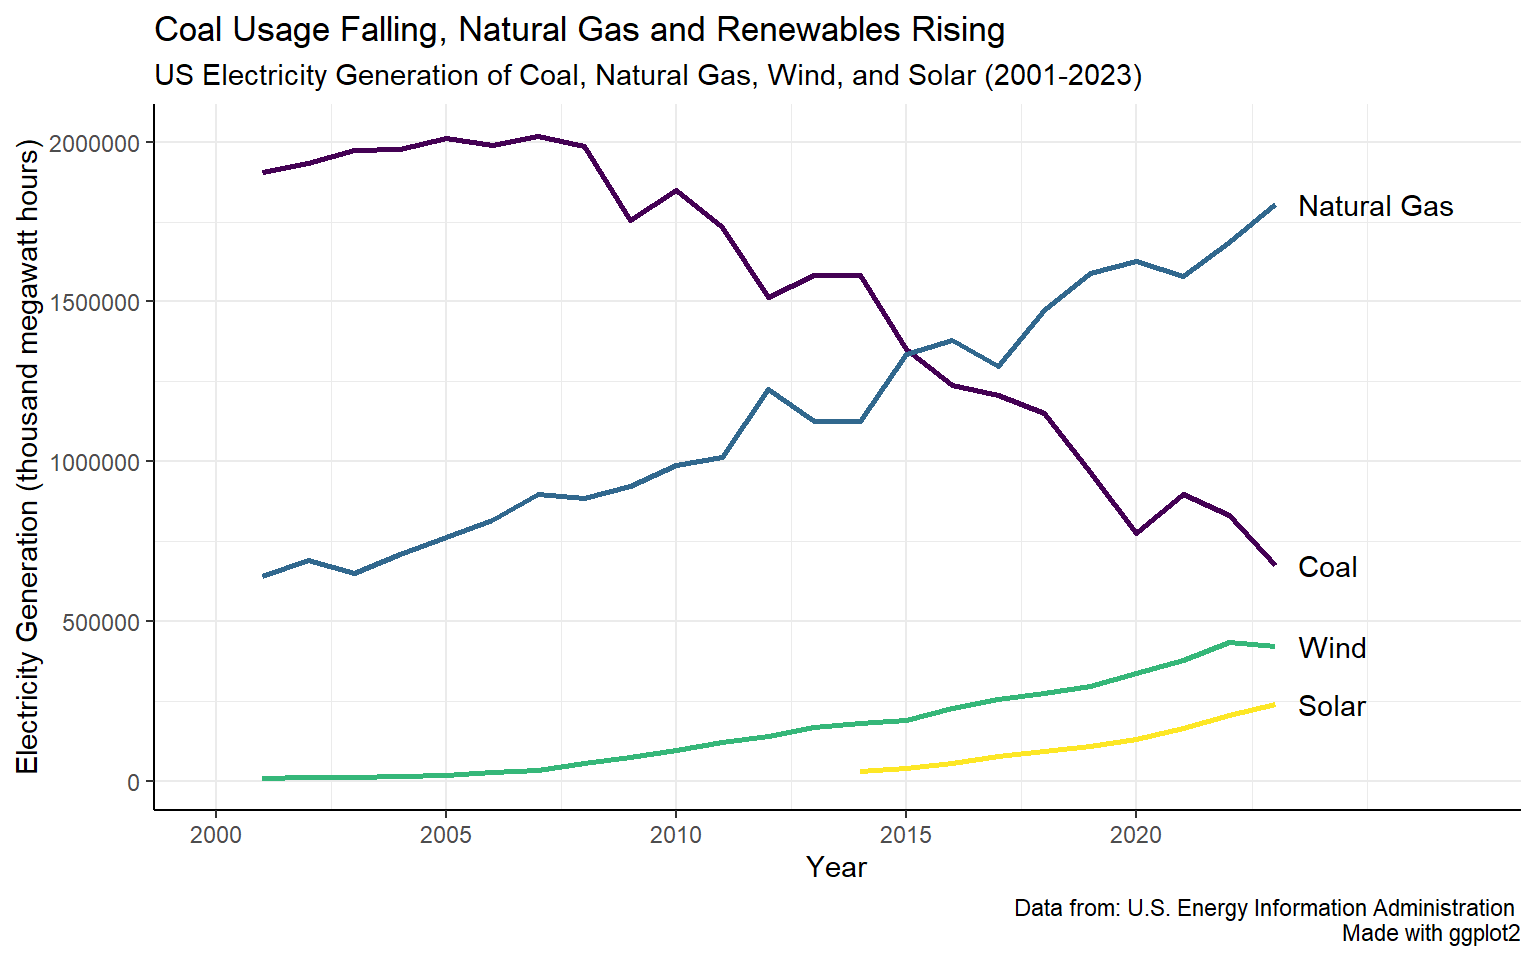 Coal Usage Falling, Natural Gas and Renewables Rising
US Electricity Generation of Coal, Natural Gas, Wind, and Solar (2001-2023)
Electricity Generation (thousand megawatt hours)
2000000
1500000
1000000
500000
0
Natural Gas
Coal
Wind
Solar
2000 2005 2010 2015 2020
Year
Data from: U.S. Energy Information Administration
Made with ggplot2